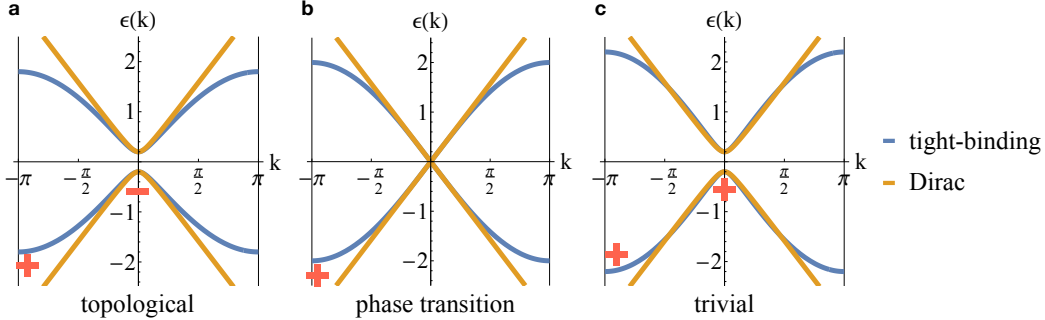 a
ϵ(k)
2
1
k
−π
−π/2
π/2
π
−1
−2
topological
b
ϵ(k)
2
1
k
−π
−π/2
π/2
π
−1
−2
phase transition
c
ϵ(k)
2
1
k
−π
−π/2
π/2
π
−1
−2
trivial
tight-binding
Dirac